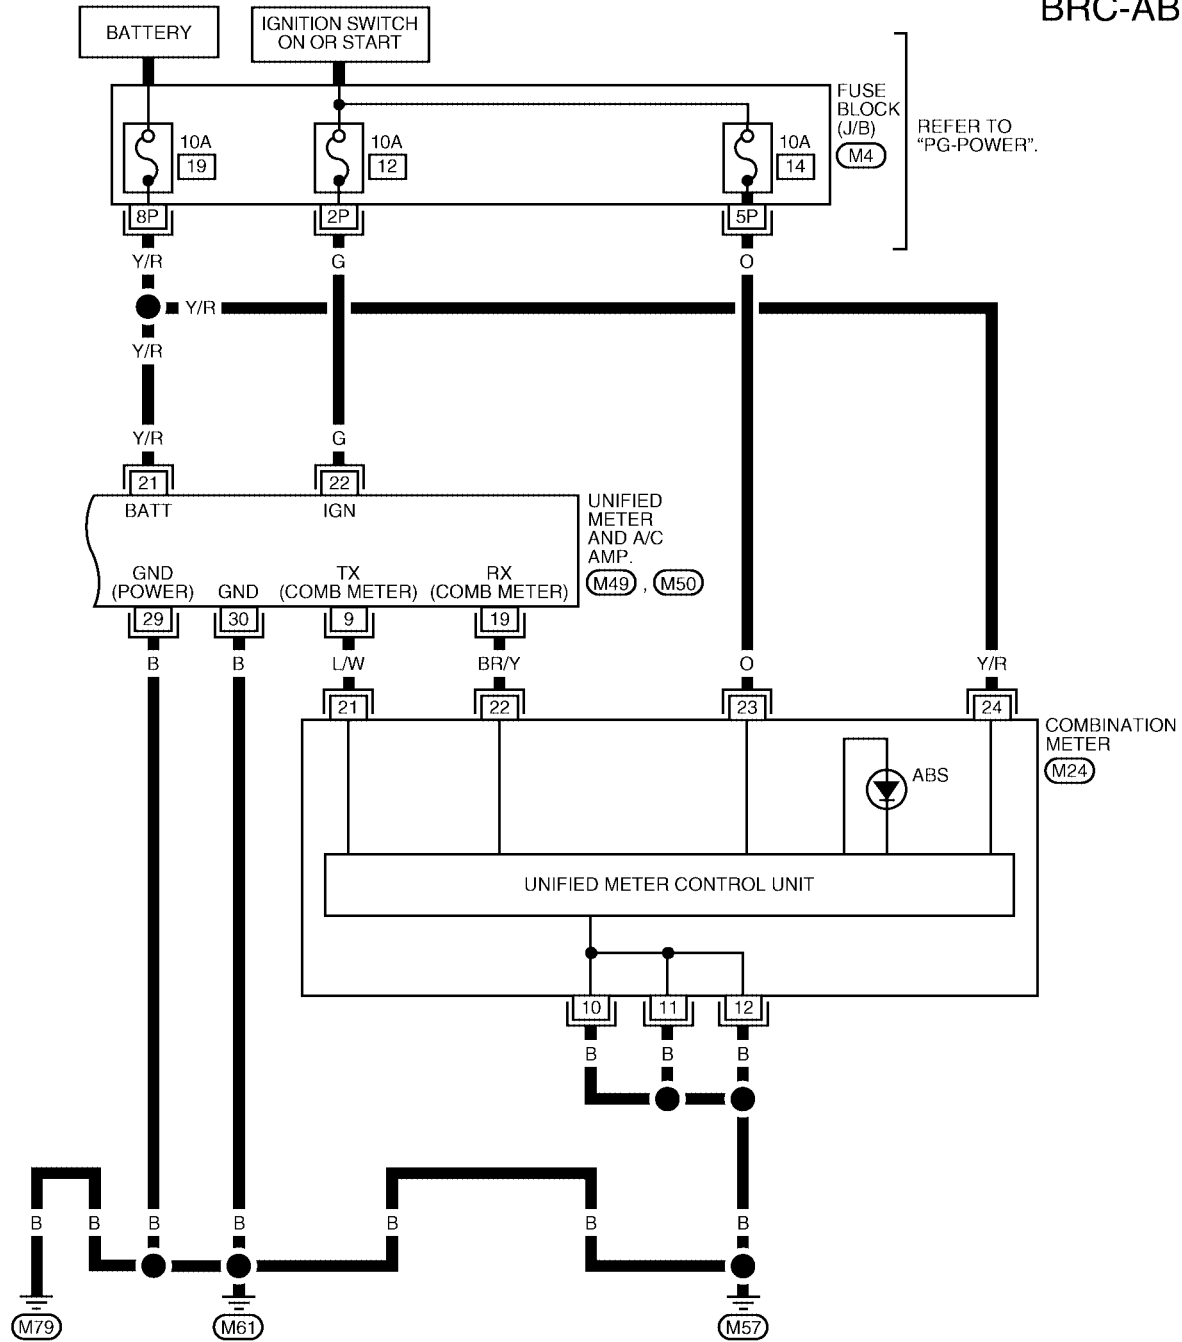 BRC-AB
BATTERY
IGNITION SWITCH
ON OR START
FUSE
BLOCK
(J/B)
M4
REFER TO
"PG-POWER".
10A
19
10A
12
10A
14
8P
2P
5P
Y/R
G
O
Y/R
Y/R
Y/R
G
21
22
BATT
IGN
UNIFIED
METER
AND A/C
AMP.
M49 , M50
GND
(POWER)
GND
TX
(COMB METER)
RX
(COMB METER)
29
30
9
19
B
B
L/W
BR/Y
O
Y/R
21
22
23
24
COMBINATION
METER
M24
ABS
UNIFIED METER CONTROL UNIT
10
11
12
B
B
B
B
B
B
B
B
B
B
M79
M61
M57